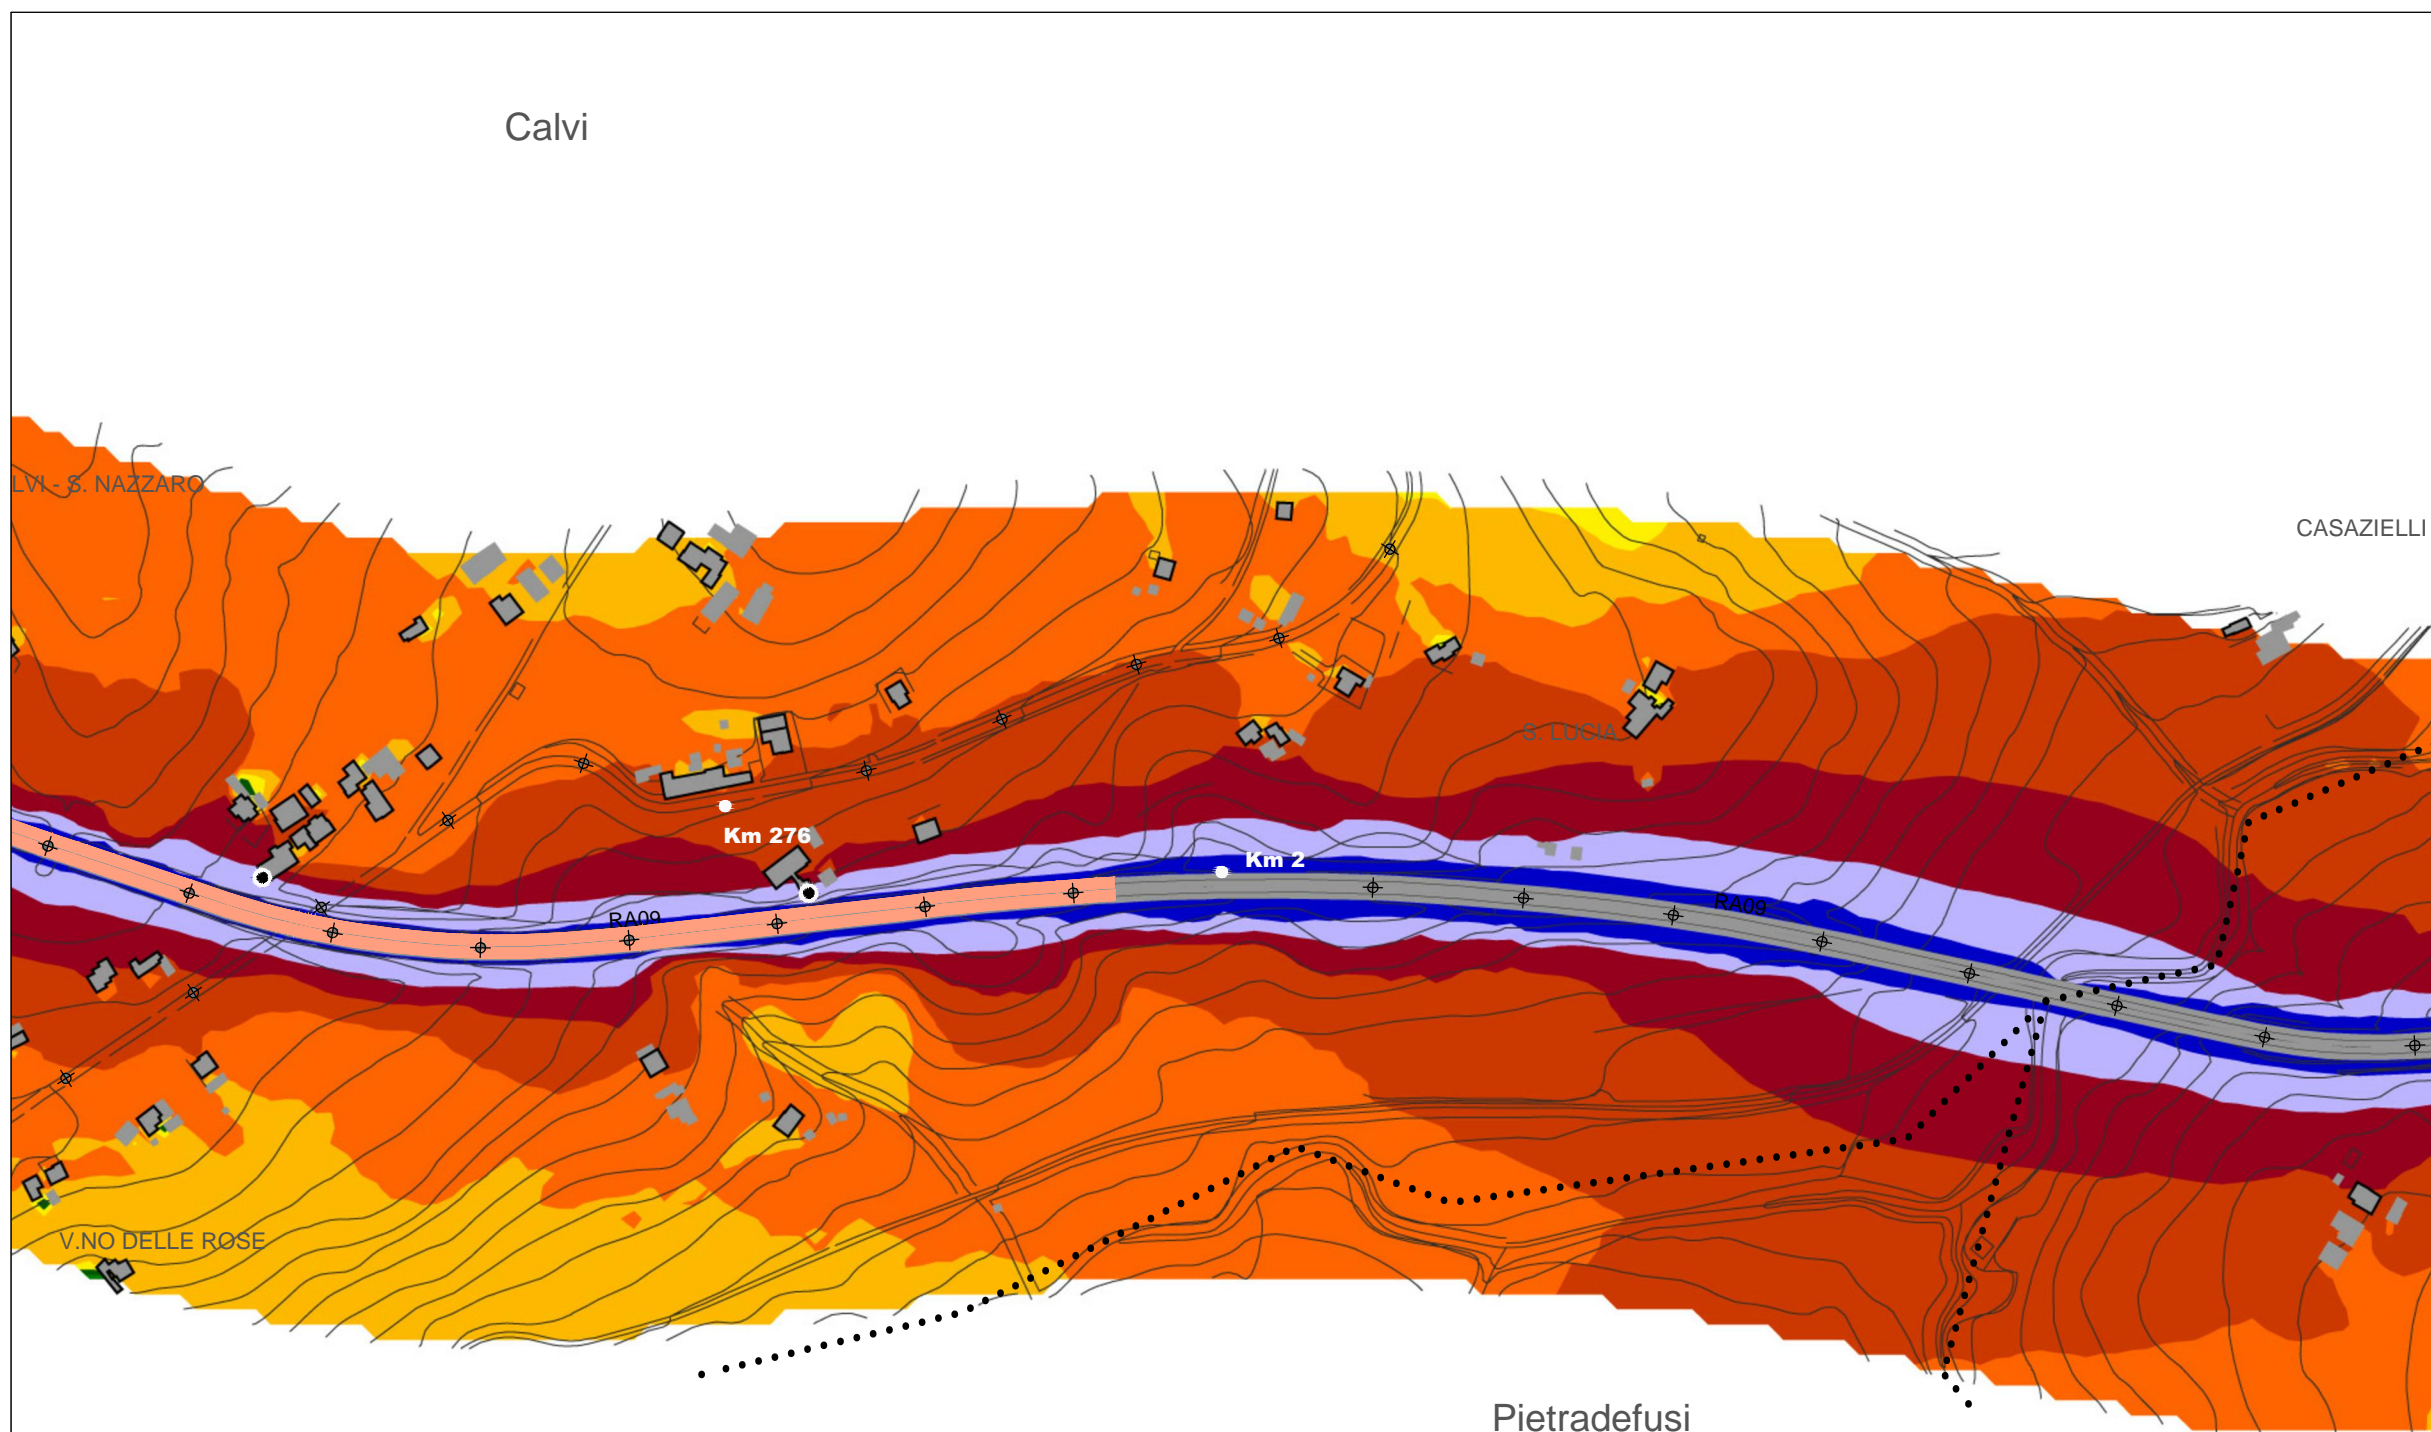 Calvi
LVI - S. NAZZARO
CASAZIELLI
S. LUCIA
Km 276
Km 2
RA09
RA09
V.NO DELLE ROSE
Pietradefusi